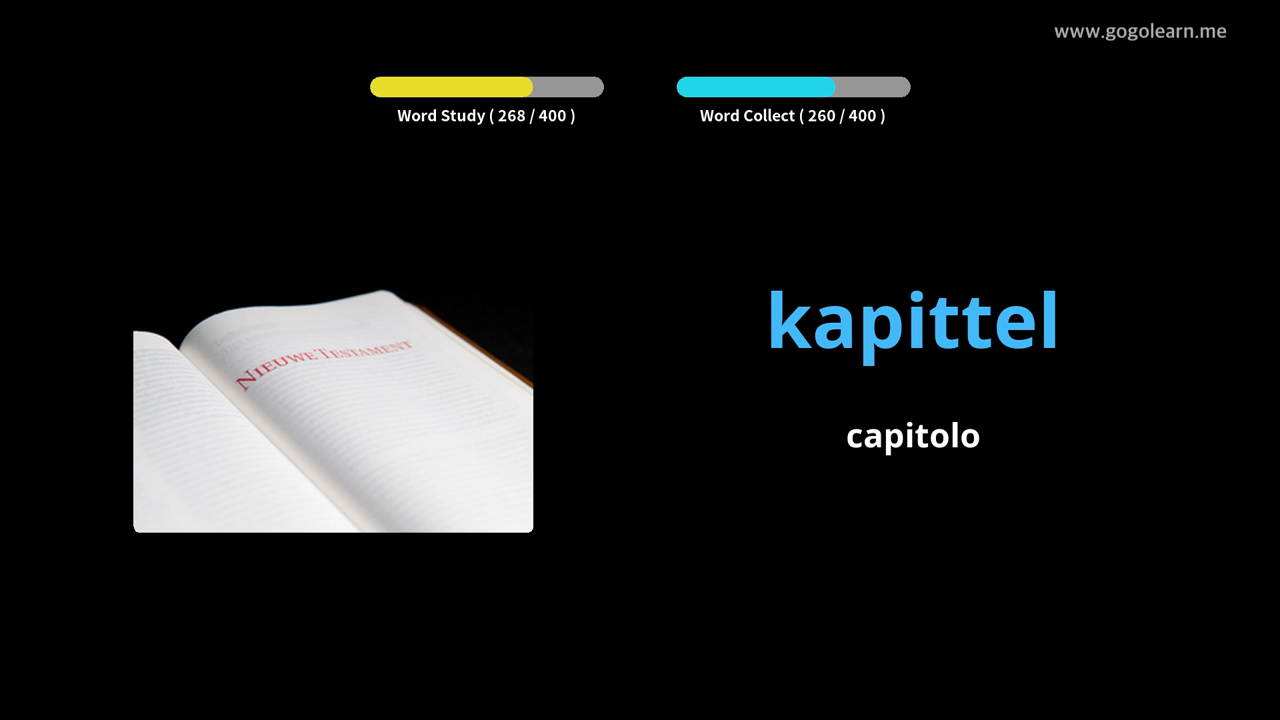 www.gogolearn.me
Word Study ( 268 / 400 )
Word Collect ( 260 / 400 )
NIEUWE TESTAMENT
kapittel
capitolo